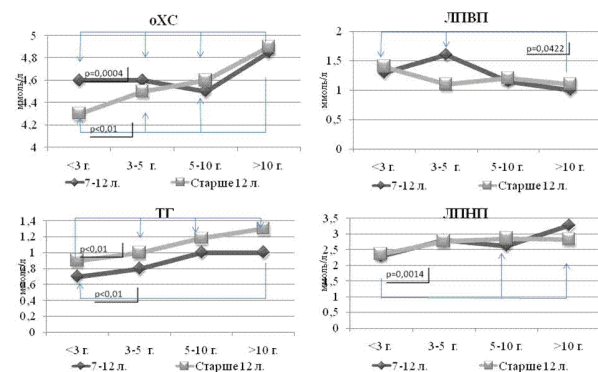 оХС
ммоль/л
5
4,8
4,6
4,4
4,2
4
p=0,0004
p<0,01
<3 г.
3-5 г.
5-10 г.
>10 г.
7-12 л.
Старше 12 л.
ЛПВП
ммоль/л
2
1,5
1
0,5
0
p=0,0422
<3 г.
3-5 г.
5-10 г.
>10 г.
7-12 л.
Старше 12 л.
ТГ
ммоль/л
1,4
1,2
1
0,8
0,6
0,4
0,2
0
p<0,01
p<0,01
<3 г.
3-5 г.
5-10 г.
>10 г.
7-12 л.
Старше 12 л.
ЛПНП
ммоль/л
3,5
3
2,5
2
1,5
1
0,5
0
p=0,0014
<3 г.
3-5 г.
5-10 г.
>10 г.
7-12 л.
Старше 12 л.